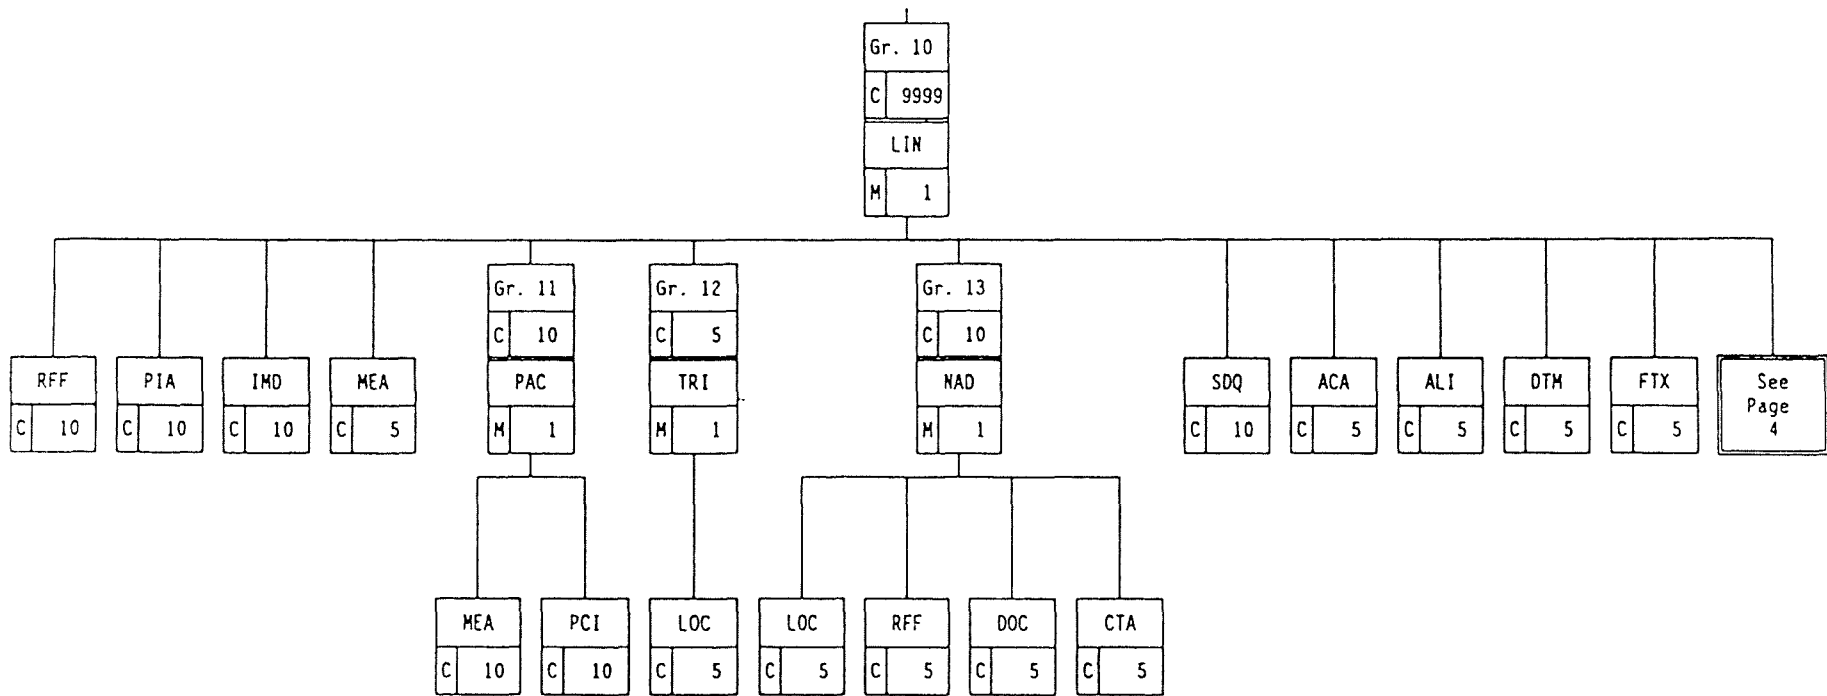 Gr. 10
C 9999
LIN
M 1
Gr. 11 Gr. 12 Gr. 13
C 10 C 5 C 10
RFF PIA IMD MEA PAC TRI NAD SDQ ACA ALI DTM FTX See
Page
4
C 10 C 10 C 10 C 5 M 1 M 1 M 1 C 10 C 5 C 5 C 5 C 5
MEA PCI LOC LOC RFF DOC CTA
C 10 C 10 C 5 C 5 C 5 C 5 C 5